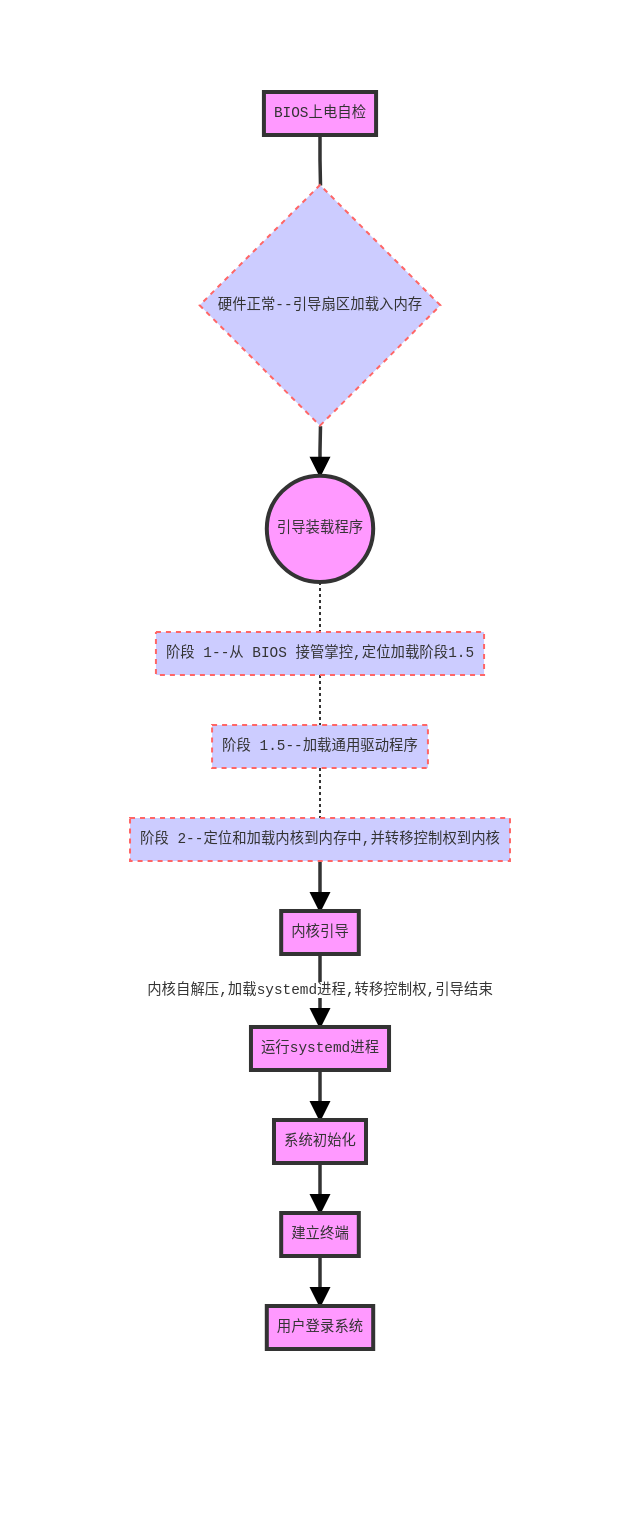 BIOS上电自检
硬件正常--引导扇区加载入内存
引导装载程序
阶段 1--从 BIOS 接管掌控,定位加载阶段1.5
阶段 1.5--加载通用驱动程序
阶段 2--定位和加载内核到内存中,并转移控制权到内核
内核引导
内核自解压,加载systemd进程,转移控制权,引导结束
运行systemd进程
系统初始化
建立终端
用户登录系统